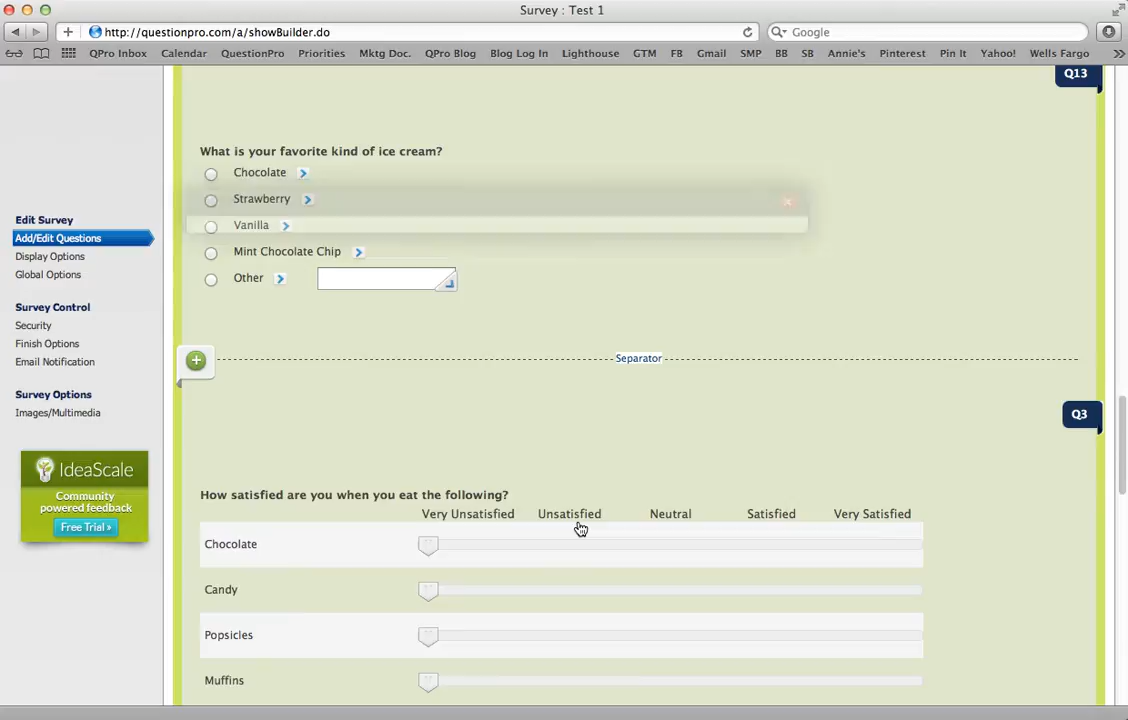 Survey : Test 1
http://questionpro.com/a/showBuilder.do
Google
QPro Inbox Calendar QuestionPro Priorities Mktg Doc. QPro Blog Blog Log In Lighthouse GTM FB Gmail SMP BB SB Annie's Pinterest Pin It Yahoo! Wells Fargo
Q13
What is your favorite kind of ice cream?
Chocolate
Strawberry
Vanilla
Mint Chocolate Chip
Other
Separator
Q3
How satisfied are you when you eat the following?
Very Unsatisfied Unsatisfied Neutral Satisfied Very Satisfied
Chocolate
Candy
Popsicles
Muffins
Edit Survey
Add/Edit Questions
Display Options
Global Options
Survey Control
Security
Finish Options
Email Notification
Survey Options
Images/Multimedia
IdeaScale
Community
powered feedback
Free Trial »